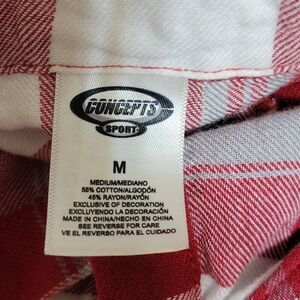 CONCEPTS
SPORT
M
MEDIUM/MEDIANO
55% COTTON/ALGODÓN
45% RAYON/RAYÓN
EXCLUSIVE OF DECORATION
EXCLUYENDO LA DECORACIÓN
MADE IN CHINA/HECHO EN CHINA
SEE REVERSE FOR CARE
VE EL REVERSO PARA EL CUIDADO